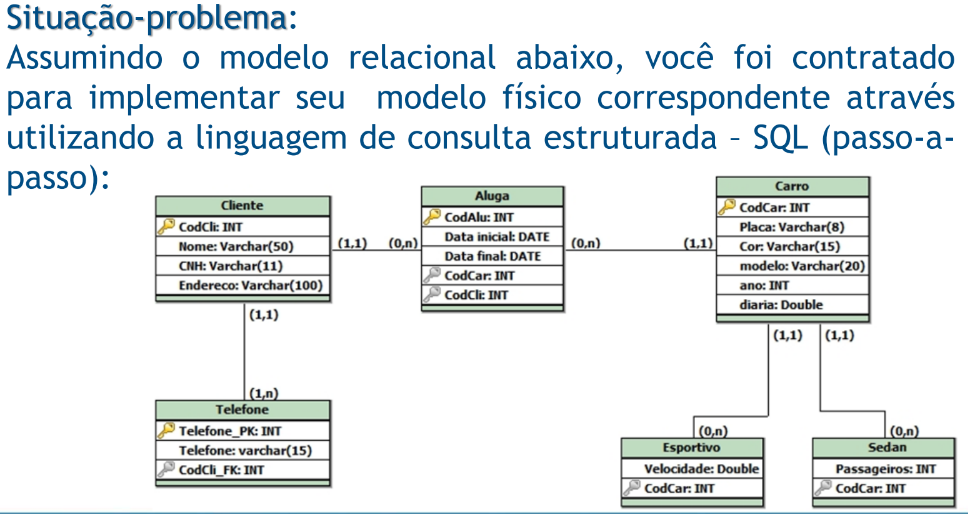 Situação-problema:
Assumindo o modelo relacional abaixo, você foi contratado
para implementar seu modelo físico correspondente através
utilizando a linguagem de consulta estruturada – SQL (passo-a-
passo):
Cliente
CodCli: INT
Nome: Varchar(50)
CNH: Varchar(11)
Endereco: Varchar(100)
(1,1)
(0,n)
Aluga
CodAlu: INT
Data inicial: DATE
Data final: DATE
CodCar: INT
CodCli: INT
(0,n)
(1,1)
Carro
CodCar: INT
Placa: Varchar(8)
Cor: Varchar(15)
modelo: Varchar(20)
ano: INT
diaria: Double
(1,1)
(1,n)
Telefone
Telefone_PK: INT
Telefone: varchar(15)
CodCli_FK: INT
(1,1)
(1,1)
(0,n)
Esportivo
Velocidade: Double
CodCar: INT
(0,n)
Sedan
Passageiros: INT
CodCar: INT